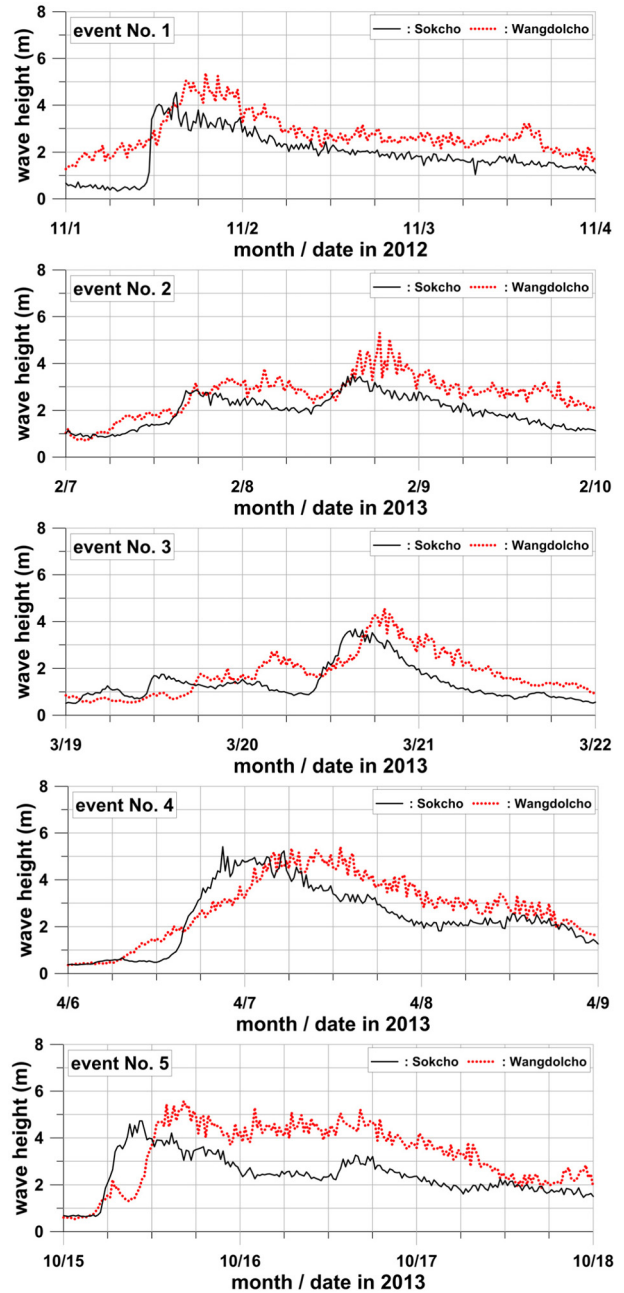 event No. 1
: Sokcho : Wangdolcho
wave height (m)
8
6
4
2
0
11/1 11/2 11/3 11/4
month / date in 2012
event No. 2
: Sokcho : Wangdolcho
wave height (m)
8
6
4
2
0
2/7 2/8 2/9 2/10
month / date in 2013
event No. 3
: Sokcho : Wangdolcho
wave height (m)
8
6
4
2
0
3/19 3/20 3/21 3/22
month / date in 2013
event No. 4
: Sokcho : Wangdolcho
wave height (m)
8
6
4
2
0
4/6 4/7 4/8 4/9
month / date in 2013
event No. 5
: Sokcho : Wangdolcho
wave height (m)
8
6
4
2
0
10/15 10/16 10/17 10/18
month / date in 2013